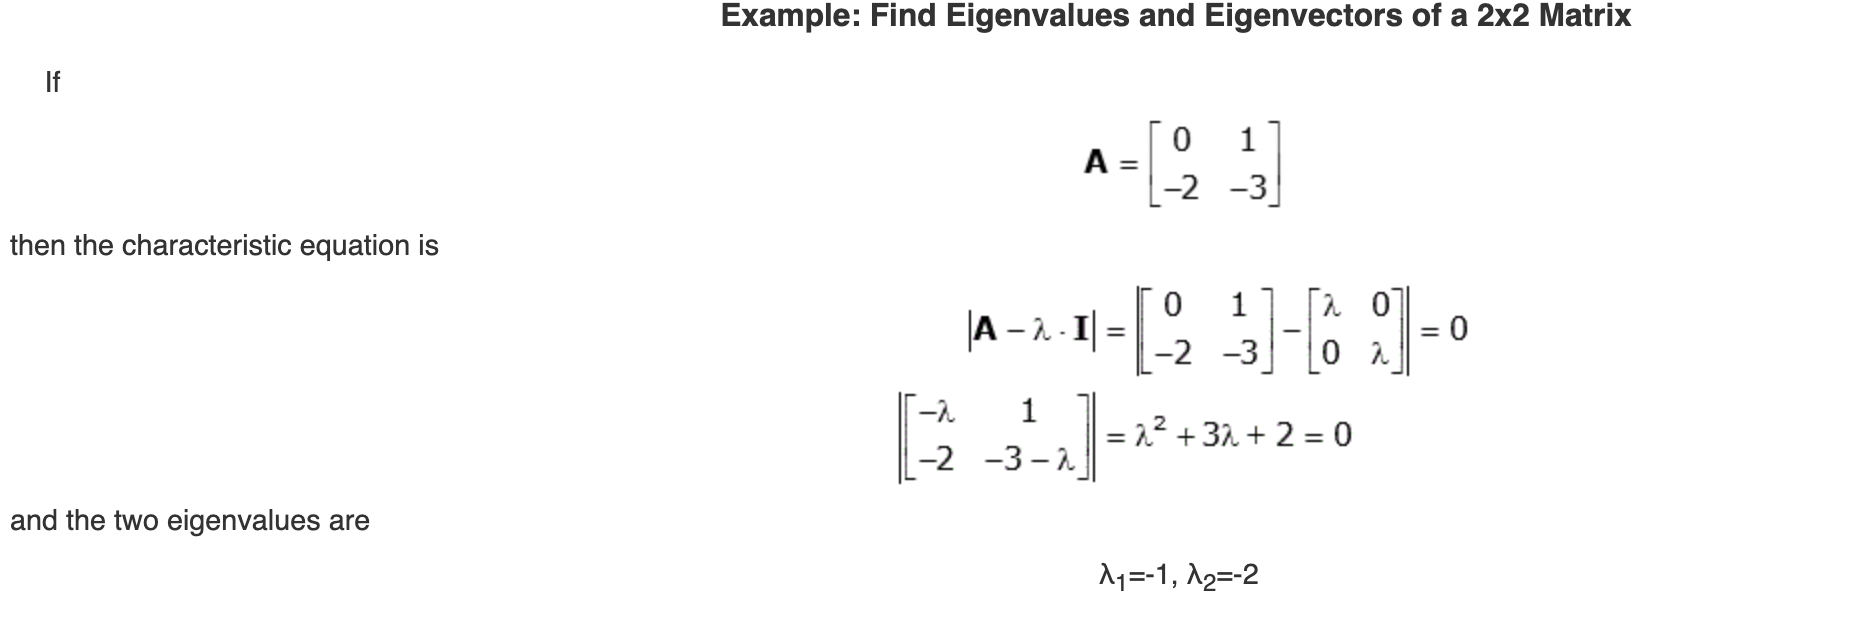 Example: Find Eigenvalues and Eigenvectors of a 2x2 Matrix
If
A = [ 0 1 ; −2 −3 ]
then the characteristic equation is
|A − λ · I| = |[ 0 1 ; −2 −3 ] − [ λ 0 ; 0 λ ]| = 0
|[ −λ 1 ; −2 −3 − λ ]| = λ² + 3λ + 2 = 0
and the two eigenvalues are
λ₁=-1, λ₂=-2